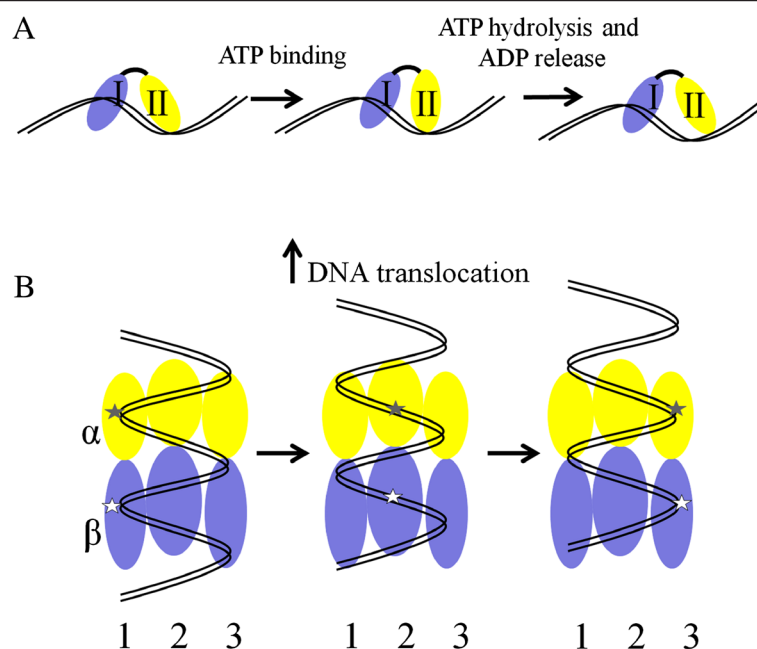 A
ATP binding
ATP hydrolysis and
ADP release
I II
I II
I II
B
DNA translocation
α
β
1 2 3
1 2 3
1 2 3